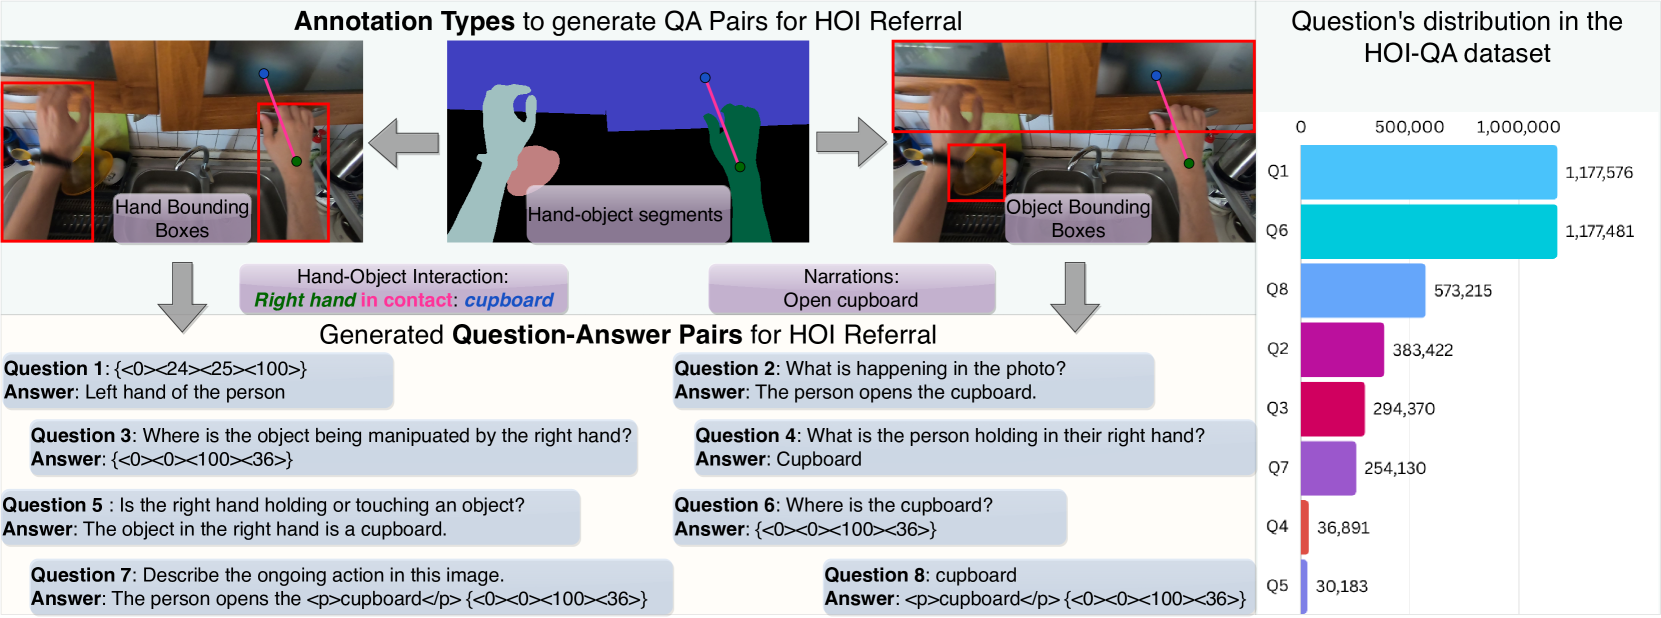 Annotation Types to generate QA Pairs for HOI Referral
Hand Bounding
Boxes
Hand-object segments
Object Bounding
Boxes
Hand-Object Interaction:
Right hand in contact: cupboard
Narrations:
Open cupboard
Generated Question-Answer Pairs for HOI Referral
Question 1: {<0><24><25><100>}
Answer: Left hand of the person
Question 2: What is happening in the photo?
Answer: The person opens the cupboard.
Question 3: Where is the object being manipuated by the right hand?
Answer: {<0><0><100><36>}
Question 4: What is the person holding in their right hand?
Answer: Cupboard
Question 5 : Is the right hand holding or touching an object?
Answer: The object in the right hand is a cupboard.
Question 6: Where is the cupboard?
Answer: {<0><0><100><36>}
Question 7: Describe the ongoing action in this image.
Answer: The person opens the <p>cupboard</p> {<0><0><100><36>}
Question 8: cupboard
Answer: <p>cupboard</p> {<0><0><100><36>}
Question's distribution in the
HOI-QA dataset
0 500,000 1,000,000
Q1 1,177,576
Q6 1,177,481
Q8 573,215
Q2 383,422
Q3 294,370
Q7 254,130
Q4 36,891
Q5 30,183